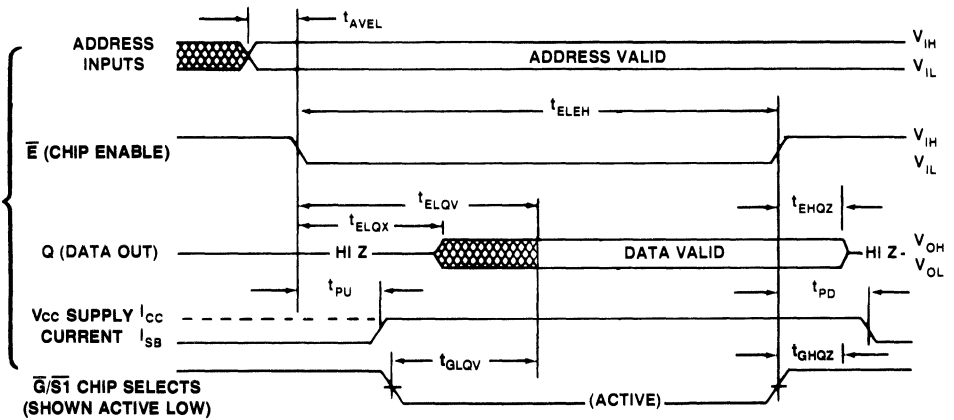 tAVEL
ADDRESS
INPUTS
ADDRESS VALID
VIH
VIL
tELEH
E̅ (CHIP ENABLE)
VIH
VIL
tELQV
tELQX
tEHQZ
Q (DATA OUT)
HI Z
DATA VALID
HI Z
VOH
VOL
tPU
tPD
Vcc SUPPLY ICC
CURRENT ISB
tGLQV
tGHQZ
G̅/S̅1̅ CHIP SELECTS
(SHOWN ACTIVE LOW)
(ACTIVE)